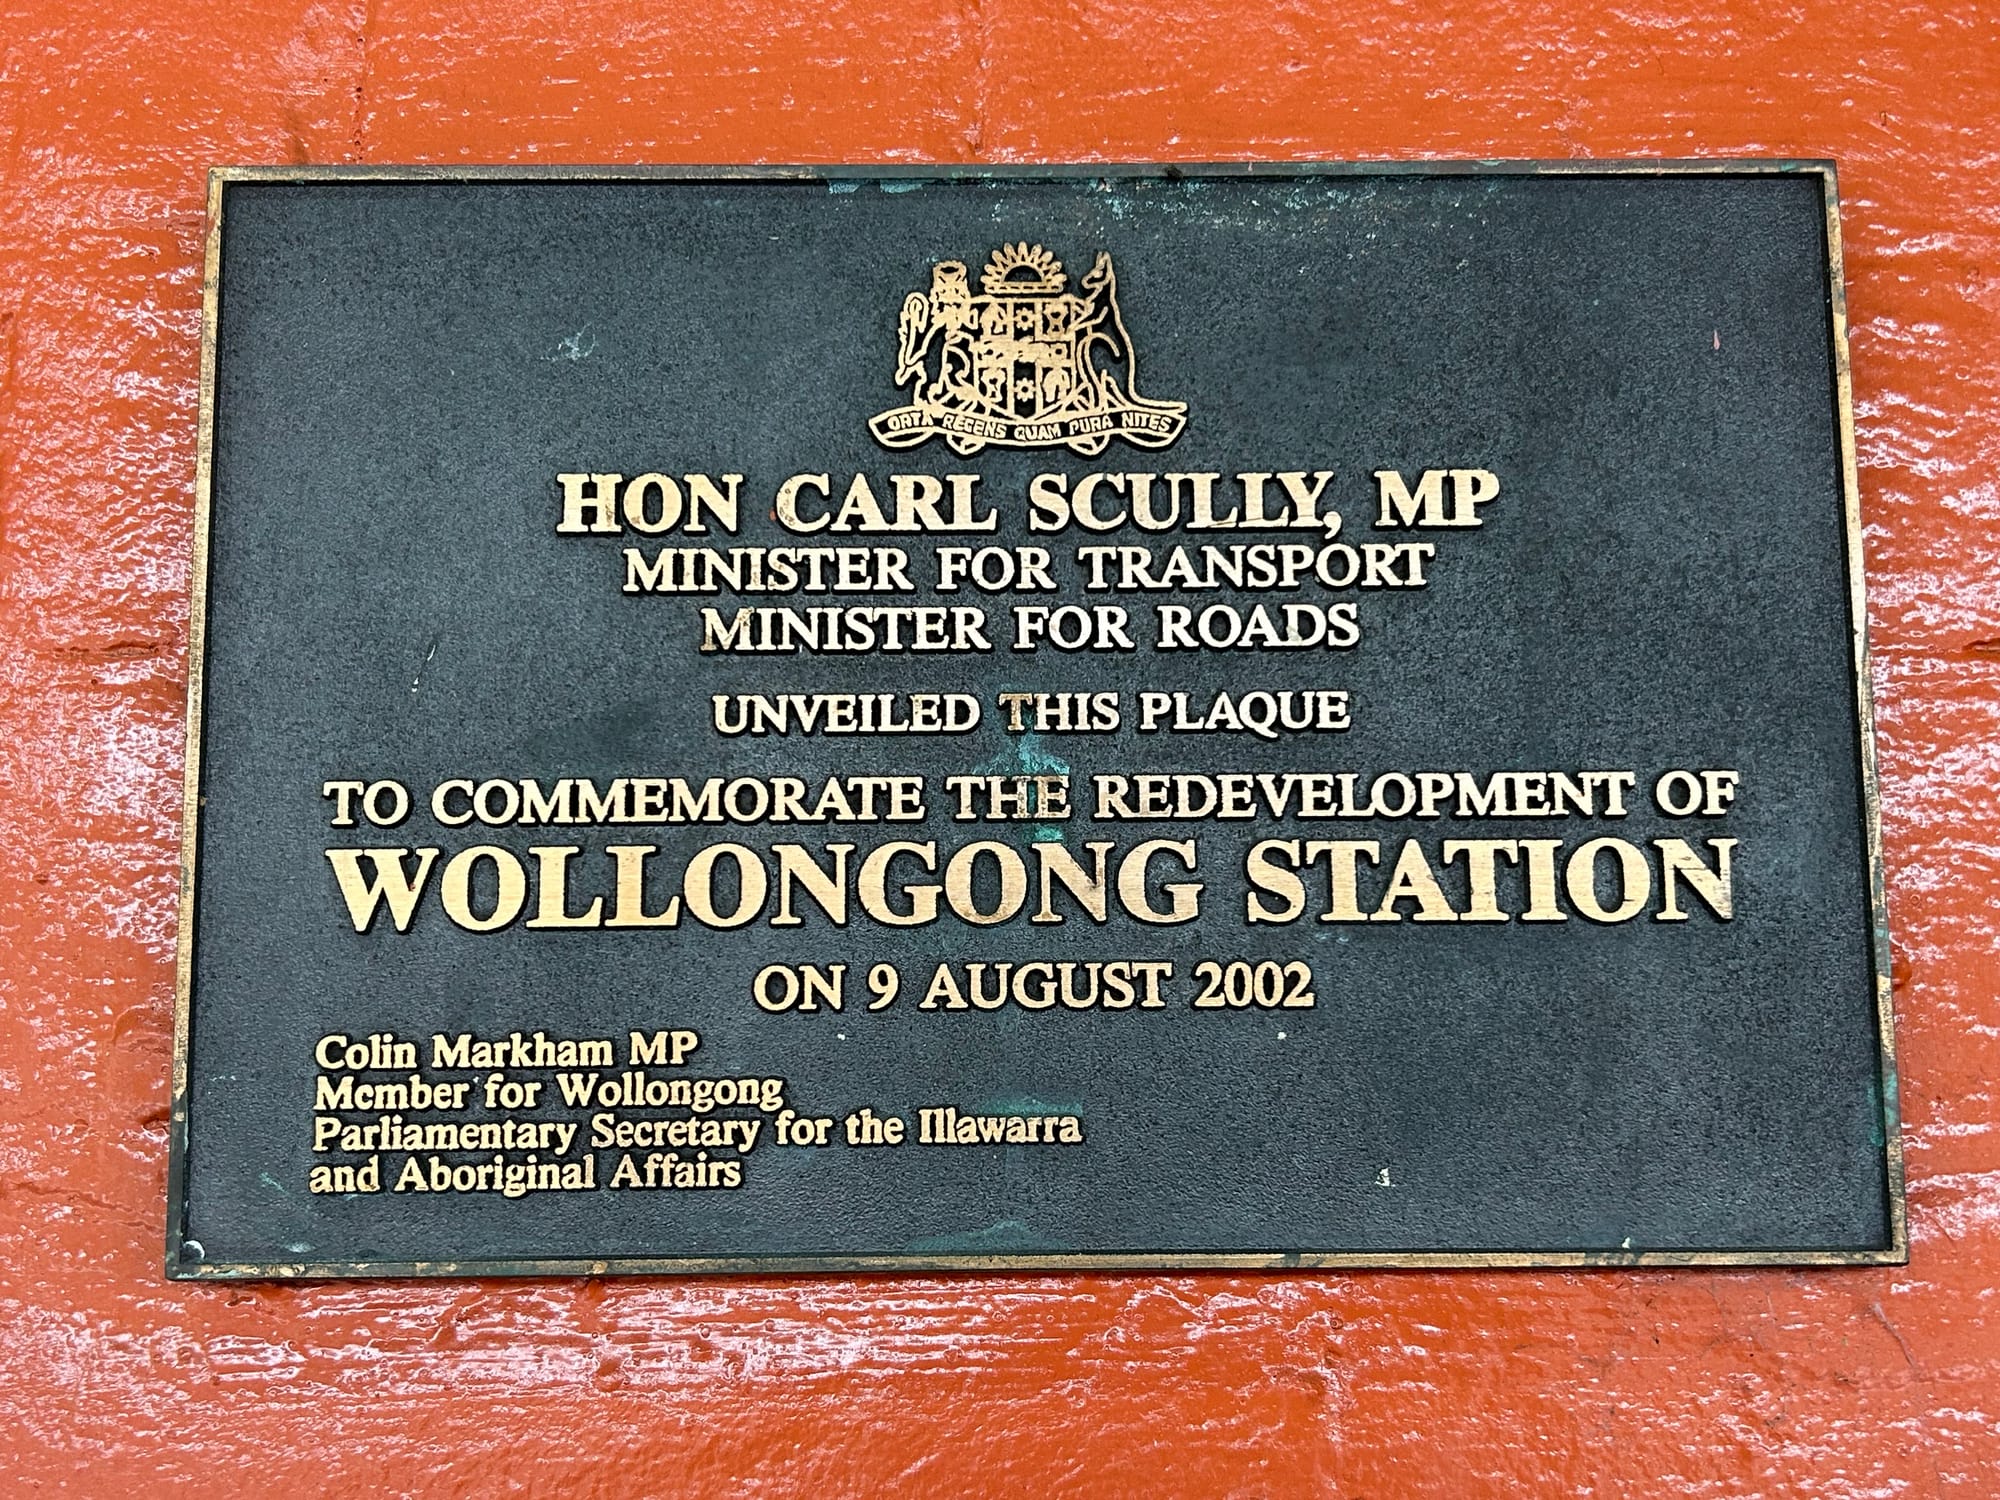 ORTA RECENS QUAM PURA NITES
HON CARL SCULLY, MP
MINISTER FOR TRANSPORT
MINISTER FOR ROADS
UNVEILED THIS PLAQUE
TO COMMEMORATE THE REDEVELOPMENT OF
WOLLONGONG STATION
ON 9 AUGUST 2002
Colin Markham MP
Member for Wollongong
Parliamentary Secretary for the Illawarra
and Aboriginal Affairs